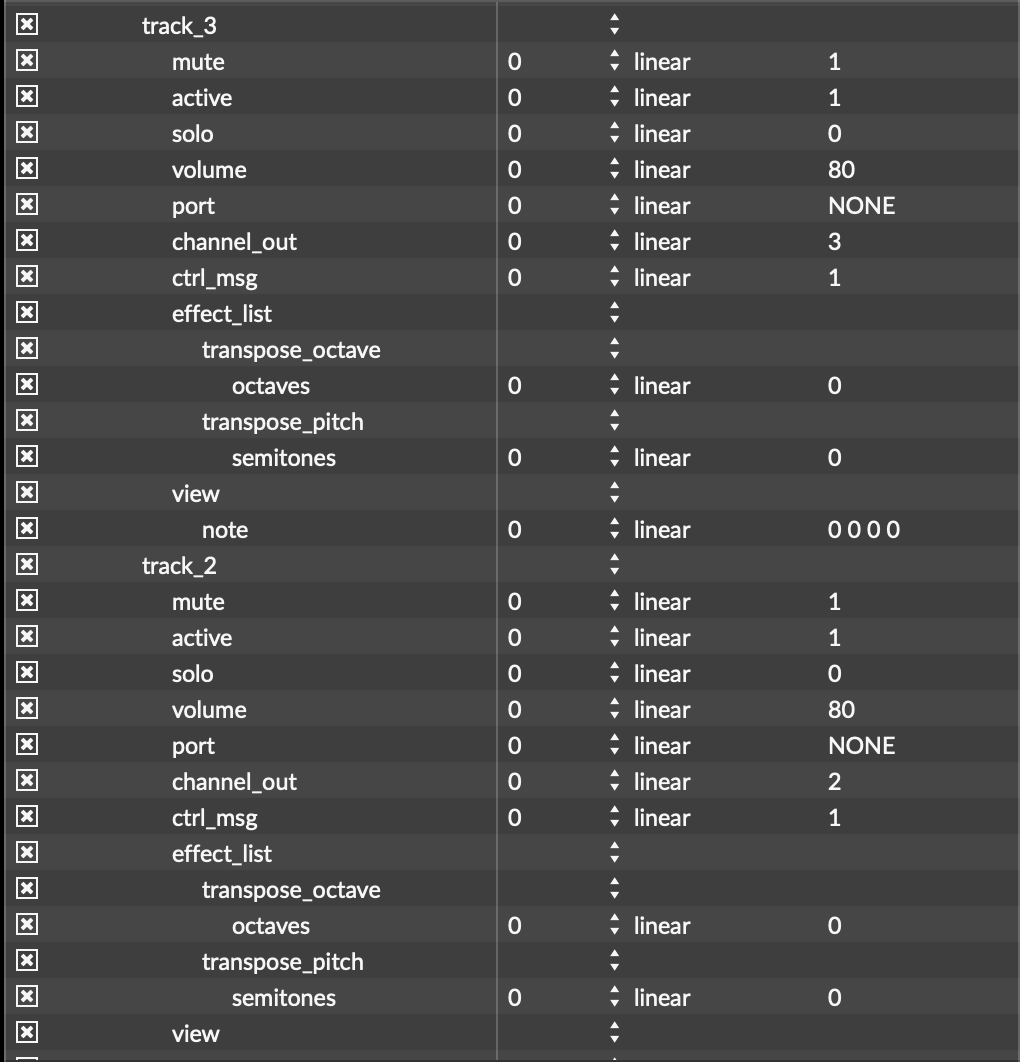 track_3
mute 0 linear 1
active 0 linear 1
solo 0 linear 0
volume 0 linear 80
port 0 linear NONE
channel_out 0 linear 3
ctrl_msg 0 linear 1
effect_list
transpose_octave
octaves 0 linear 0
transpose_pitch
semitones 0 linear 0
view
note 0 linear 0 0 0 0
track_2
mute 0 linear 1
active 0 linear 1
solo 0 linear 0
volume 0 linear 80
port 0 linear NONE
channel_out 0 linear 2
ctrl_msg 0 linear 1
effect_list
transpose_octave
octaves 0 linear 0
transpose_pitch
semitones 0 linear 0
view